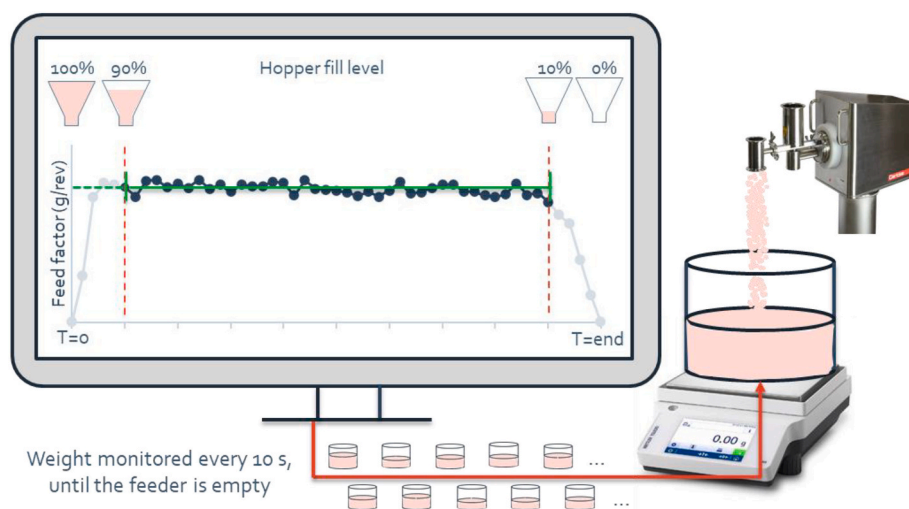 100%
90%
Hopper fill level
10%
0%
Feed factor (g/rev)
T=0
T=end
Weight monitored every 10 s,
until the feeder is empty
...
...
0.00 g